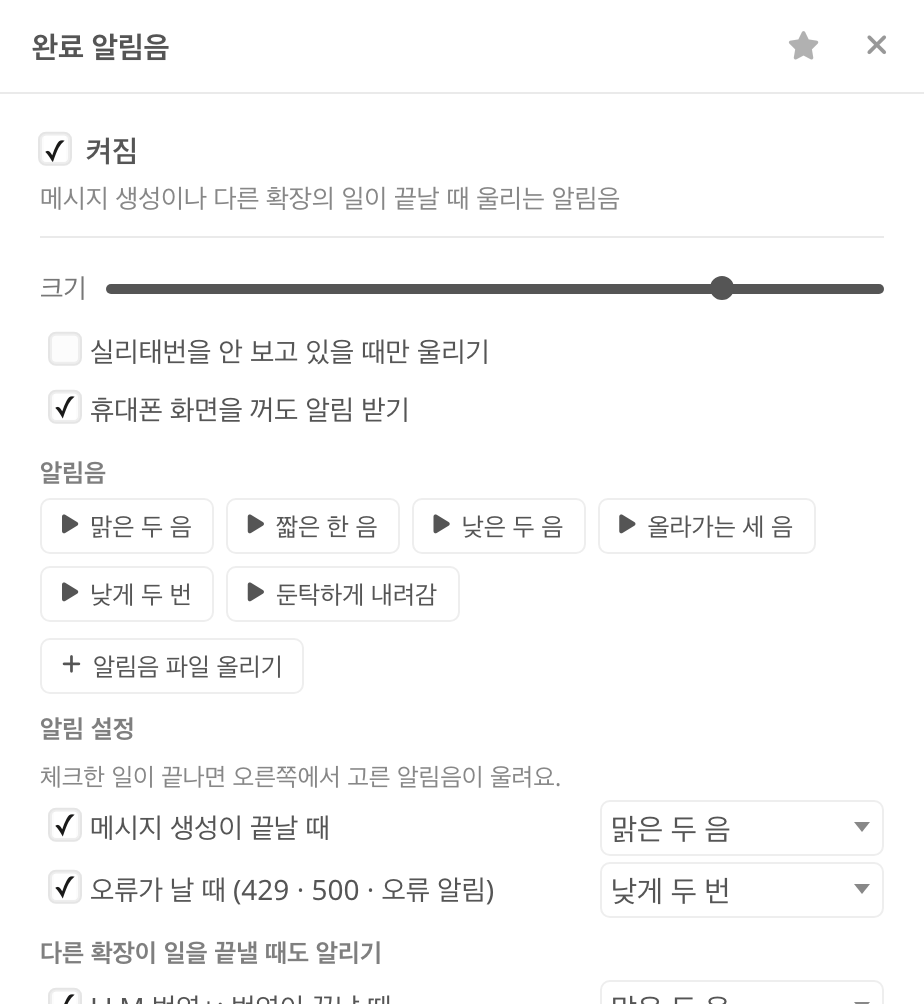 완료 알림음
켜짐
메시지 생성이나 다른 확장의 일이 끝날 때 울리는 알림음
크기
실리태번을 안 보고 있을 때만 울리기
휴대폰 화면을 꺼도 알림 받기
알림음
맑은 두 음
짧은 한 음
낮은 두 음
올라가는 세 음
낮게 두 번
둔탁하게 내려감
+ 알림음 파일 올리기
알림 설정
체크한 일이 끝나면 오른쪽에서 고른 알림음이 울려요.
메시지 생성이 끝날 때
맑은 두 음
오류가 날 때 (429 · 500 · 오류 알림)
낮게 두 번
다른 확장이 일을 끝낼 때도 알리기